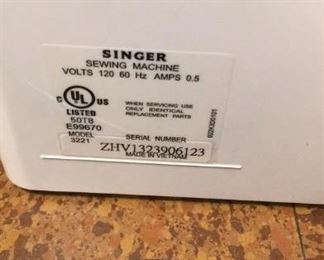 SINGER
SEWING MACHINE
VOLTS 120 60 Hz AMPS 0.5
C UL US
LISTED
50T8
E99670
MODEL
3221
WHEN SERVICING USE
ONLY IDENTICAL
REPLACEMENT PARTS
SERIAL NUMBER
ZHV1323906123
MADE IN VIETNAM